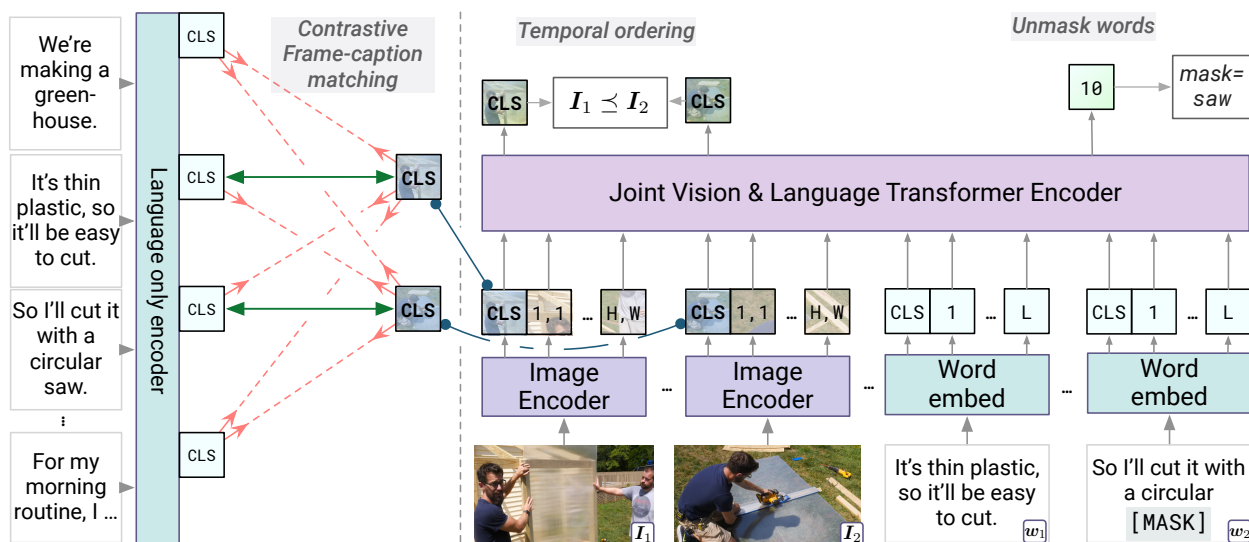 We're
making a
green-
house.
It's thin
plastic, so
it'll be easy
to cut.
So I'll cut it
with a
circular
saw.
...
For my
morning
routine, I ...
Language only encoder
CLS
CLS
CLS
CLS
Contrastive
Frame-caption
matching
CLS
CLS
Temporal ordering
Unmask words
CLS
I₁ ⪯ I₂
CLS
10
mask=
saw
Joint Vision & Language Transformer Encoder
CLS 1,1 ... H,W
CLS 1,1 ... H,W
CLS 1 ... L
CLS 1 ... L
Image
Encoder
...
Image
Encoder
...
Word
embed
...
Word
embed
I₁
I₂
It's thin plastic,
so it'll be easy
to cut.
w₁
So I'll cut it with
a circular
[MASK]
w₂